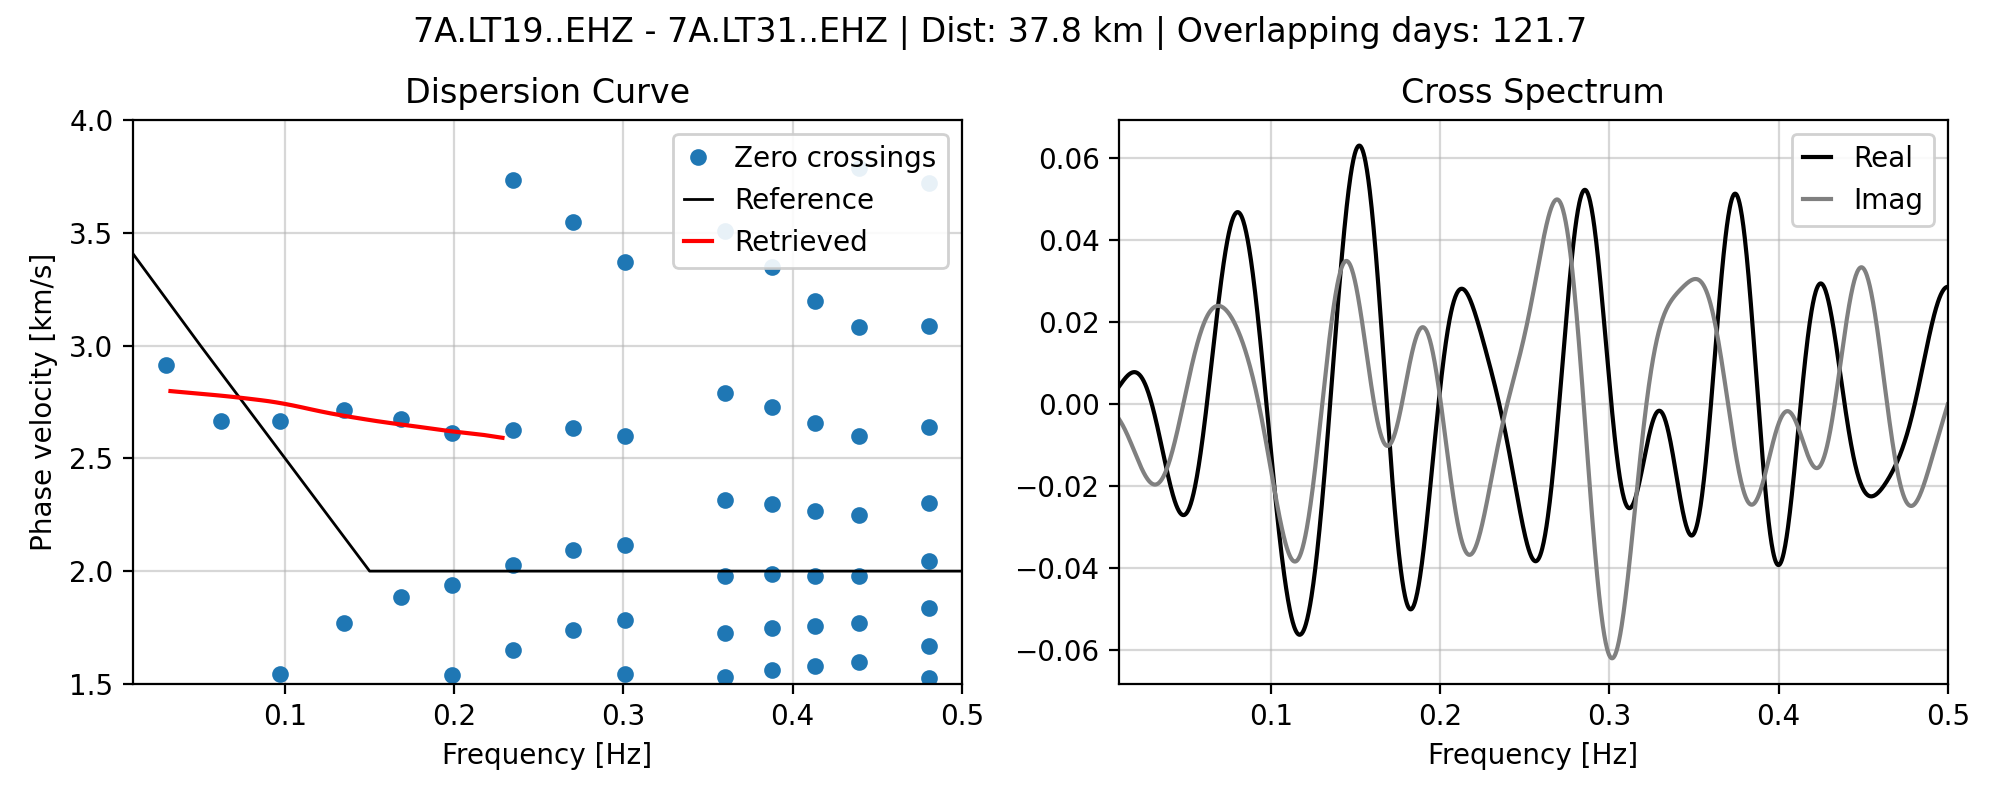 7A.LT19..EHZ - 7A.LT31..EHZ | Dist: 37.8 km | Overlapping days: 121.7
Dispersion Curve
4.0
3.5
3.0
2.5
2.0
1.5
Phase velocity [km/s]
0.1 0.2 0.3 0.4 0.5
Frequency [Hz]
Zero crossings
Reference
Retrieved
Cross Spectrum
0.06
0.04
0.02
0.00
−0.02
−0.04
−0.06
0.1 0.2 0.3 0.4 0.5
Frequency [Hz]
Real
Imag